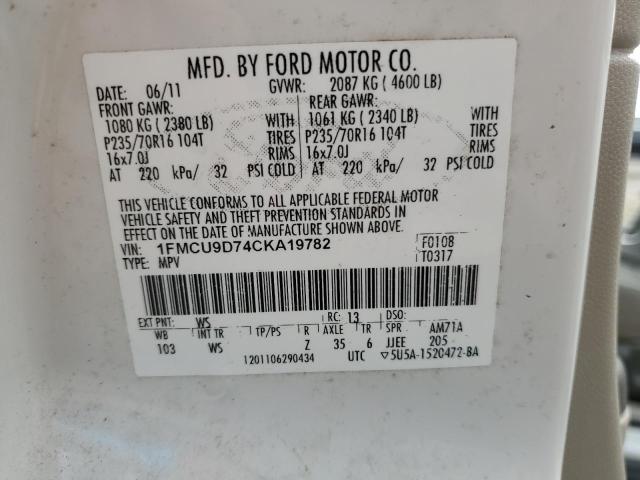 MFD. BY FORD MOTOR CO.
DATE: 06/11 GVWR: 2087 KG ( 4600 LB)
FRONT GAWR: REAR GAWR:
1080 KG ( 2380 LB) WITH 1061 KG ( 2340 LB) WITH
P235/70R16 104T TIRES P235/70R16 104T TIRES
16x7.0J RIMS 16x7.0J RIMS
AT 220 kPa/ 32 PSI COLD AT 220 kPa/ 32 PSI COLD
THIS VEHICLE CONFORMS TO ALL APPLICABLE FEDERAL MOTOR
VEHICLE SAFETY AND THEFT PREVENTION STANDARDS IN
EFFECT ON THE DATE OF MANUFACTURE SHOWN ABOVE.
VIN: 1FMCU9D74CKA19782 F0108
TYPE: MPV T0317
EXT PNT: WS RC: 13 DSO:
WB INT TR TP/PS R AXLE TR SPR AM71A
103 WS Z 35 6 JJEE 205
1201106290434 UTC ▽5U5A-1520472-BA